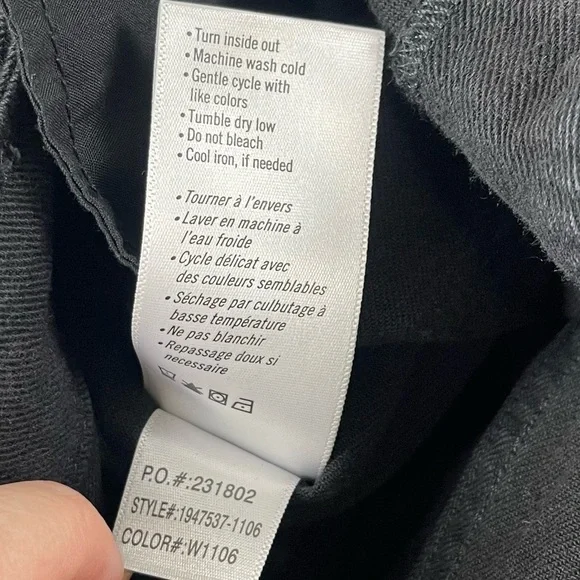 • Turn inside out
• Machine wash cold
• Gentle cycle with
like colors
• Tumble dry low
• Do not bleach
• Cool iron, if needed
• Tourner à l'envers
• Laver en machine à
l'eau froide
• Cycle délicat avec
des couleurs semblables
• Séchage par culbutage à
basse température
• Ne pas blanchir
• Repassage doux si
necessaire
P.O.#:231802
STYLE#:1947537-1106
COLOR#:W1106